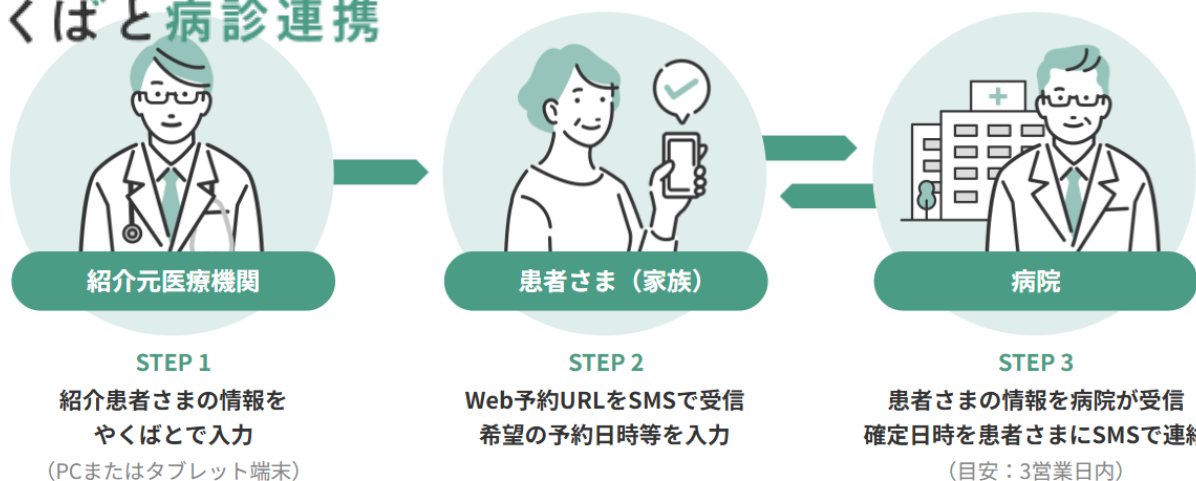 くばと病診連携
紹介元医療機関
患者さま（家族）
病院
STEP 1
紹介患者さまの情報を
やくばとで入力
（PCまたはタブレット端末）
STEP 2
Web予約URLをSMSで受信
希望の予約日時等を入力
STEP 3
患者さまの情報を病院が受信
確定日時を患者さまにSMSで連絡
（目安：3営業日内）